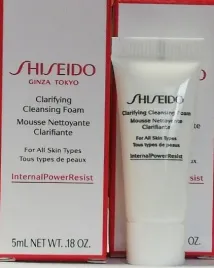 SHISEIDO
GINZA TOKYO
Clarifying
Cleansing Foam
Mousse Nettoyante
Clarifiante
For All Skin Types
Tous types de peaux
InternalPowerResist
5mL NET WT. .18 OZ.
SHISEIDO
Clarifying Cleansing Foam
Mousse Nettoyante
Clarifiante
For All Skin Types
Tous types de peaux
InternalPowerResist
OZ.